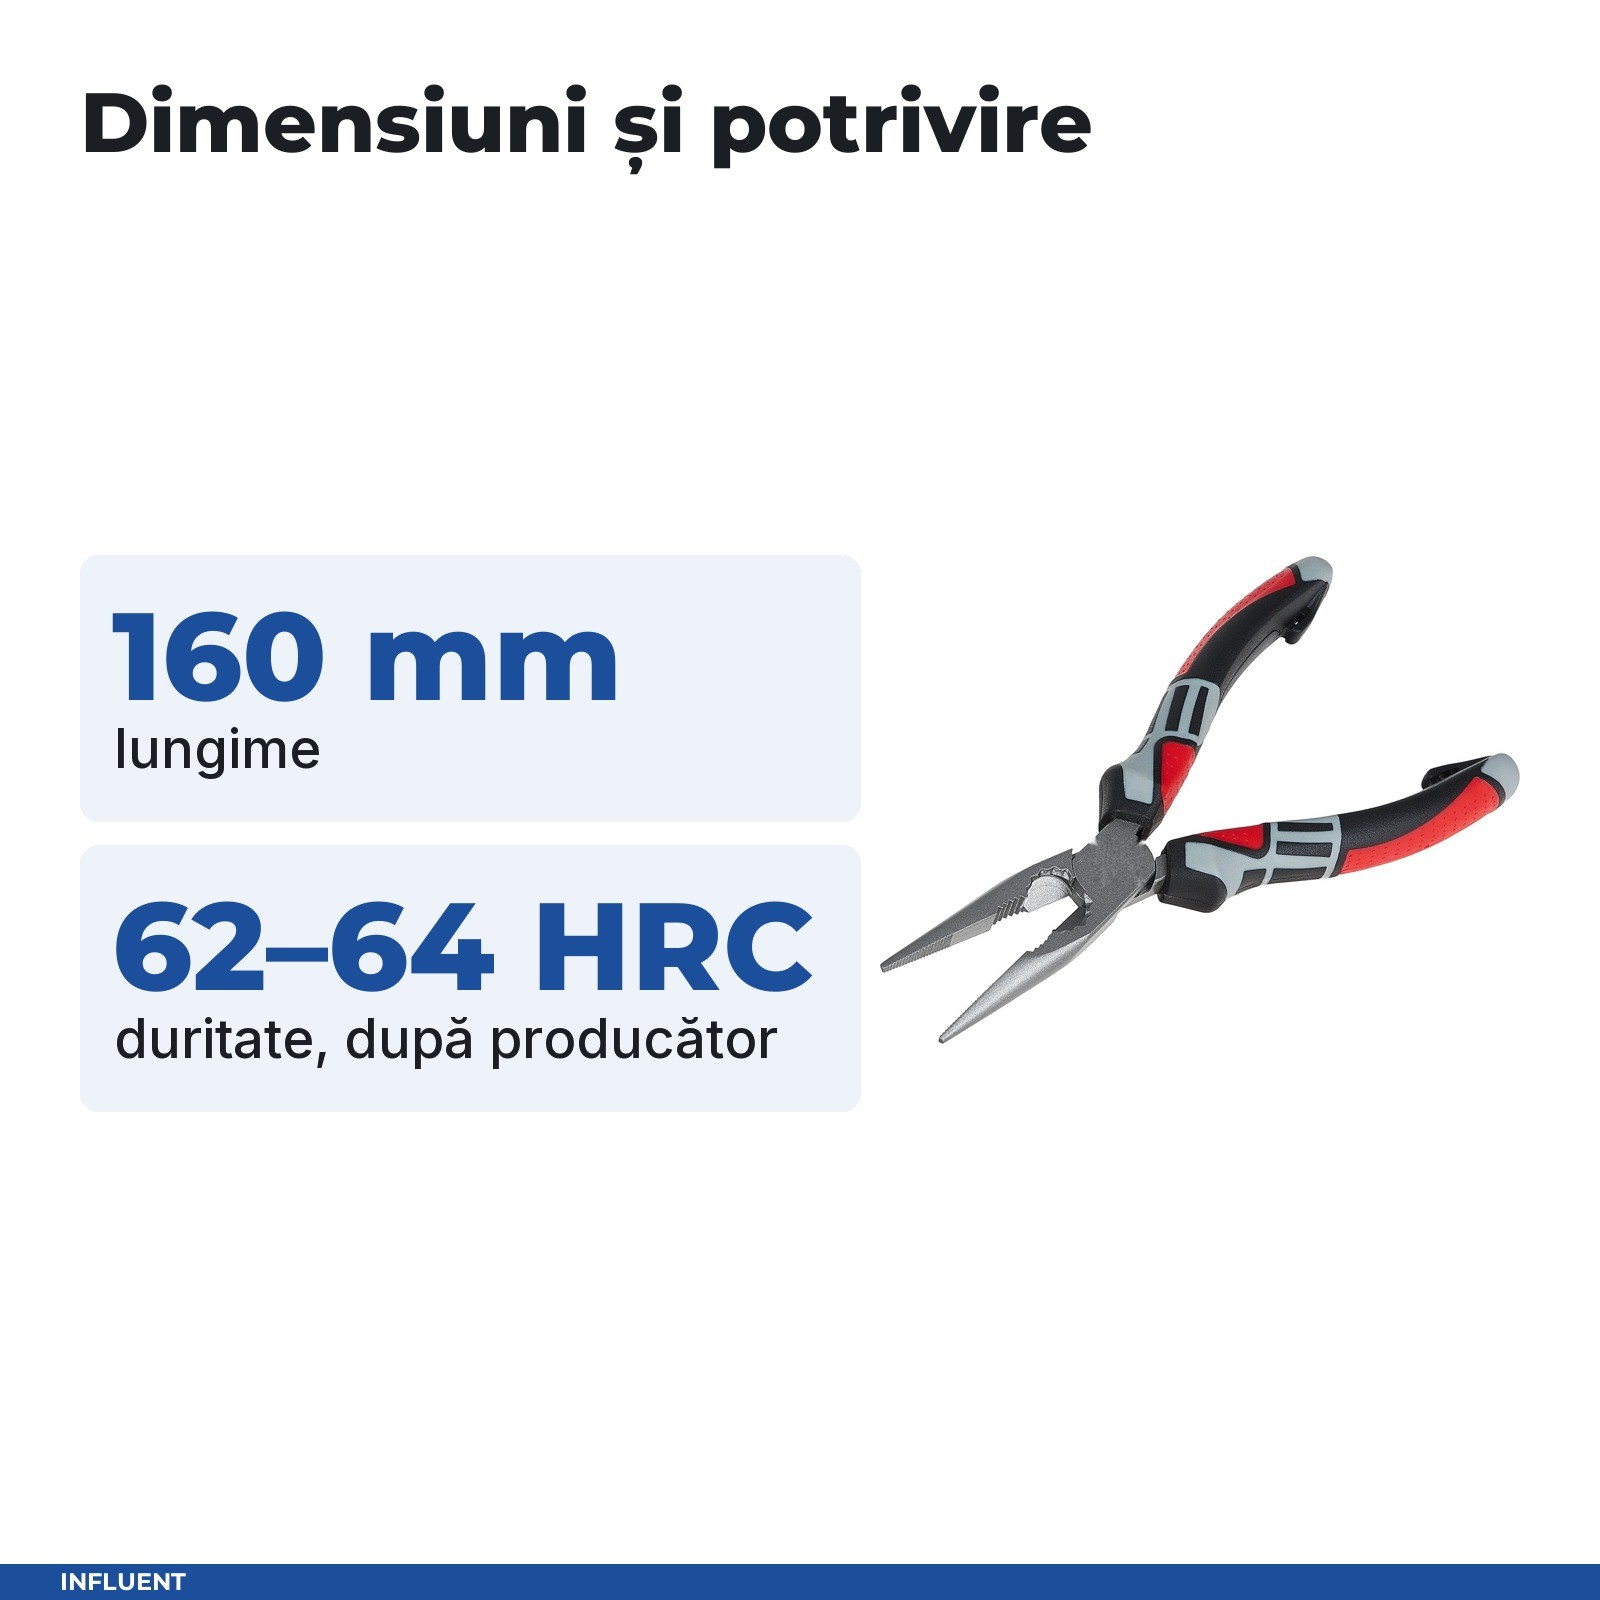 Dimensiuni și potrivire
160 mm
lungime
62–64 HRC
duritate, după producător
INFLUENT